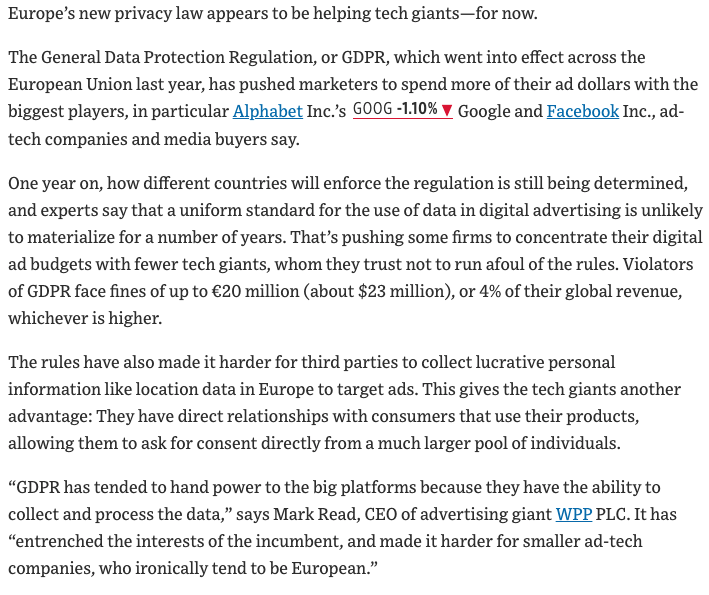 Europe’s new privacy law appears to be helping tech giants—for now.
The General Data Protection Regulation, or GDPR, which went into effect across the
European Union last year, has pushed marketers to spend more of their ad dollars with the
biggest players, in particular Alphabet Inc.’s GOOG -1.10% ▼ Google and Facebook Inc., ad-
tech companies and media buyers say.
One year on, how different countries will enforce the regulation is still being determined,
and experts say that a uniform standard for the use of data in digital advertising is unlikely
to materialize for a number of years. That’s pushing some firms to concentrate their digital
ad budgets with fewer tech giants, whom they trust not to run afoul of the rules. Violators
of GDPR face fines of up to €20 million (about $23 million), or 4% of their global revenue,
whichever is higher.
The rules have also made it harder for third parties to collect lucrative personal
information like location data in Europe to target ads. This gives the tech giants another
advantage: They have direct relationships with consumers that use their products,
allowing them to ask for consent directly from a much larger pool of individuals.
“GDPR has tended to hand power to the big platforms because they have the ability to
collect and process the data,” says Mark Read, CEO of advertising giant WPP PLC. It has
“entrenched the interests of the incumbent, and made it harder for smaller ad-tech
companies, who ironically tend to be European.”